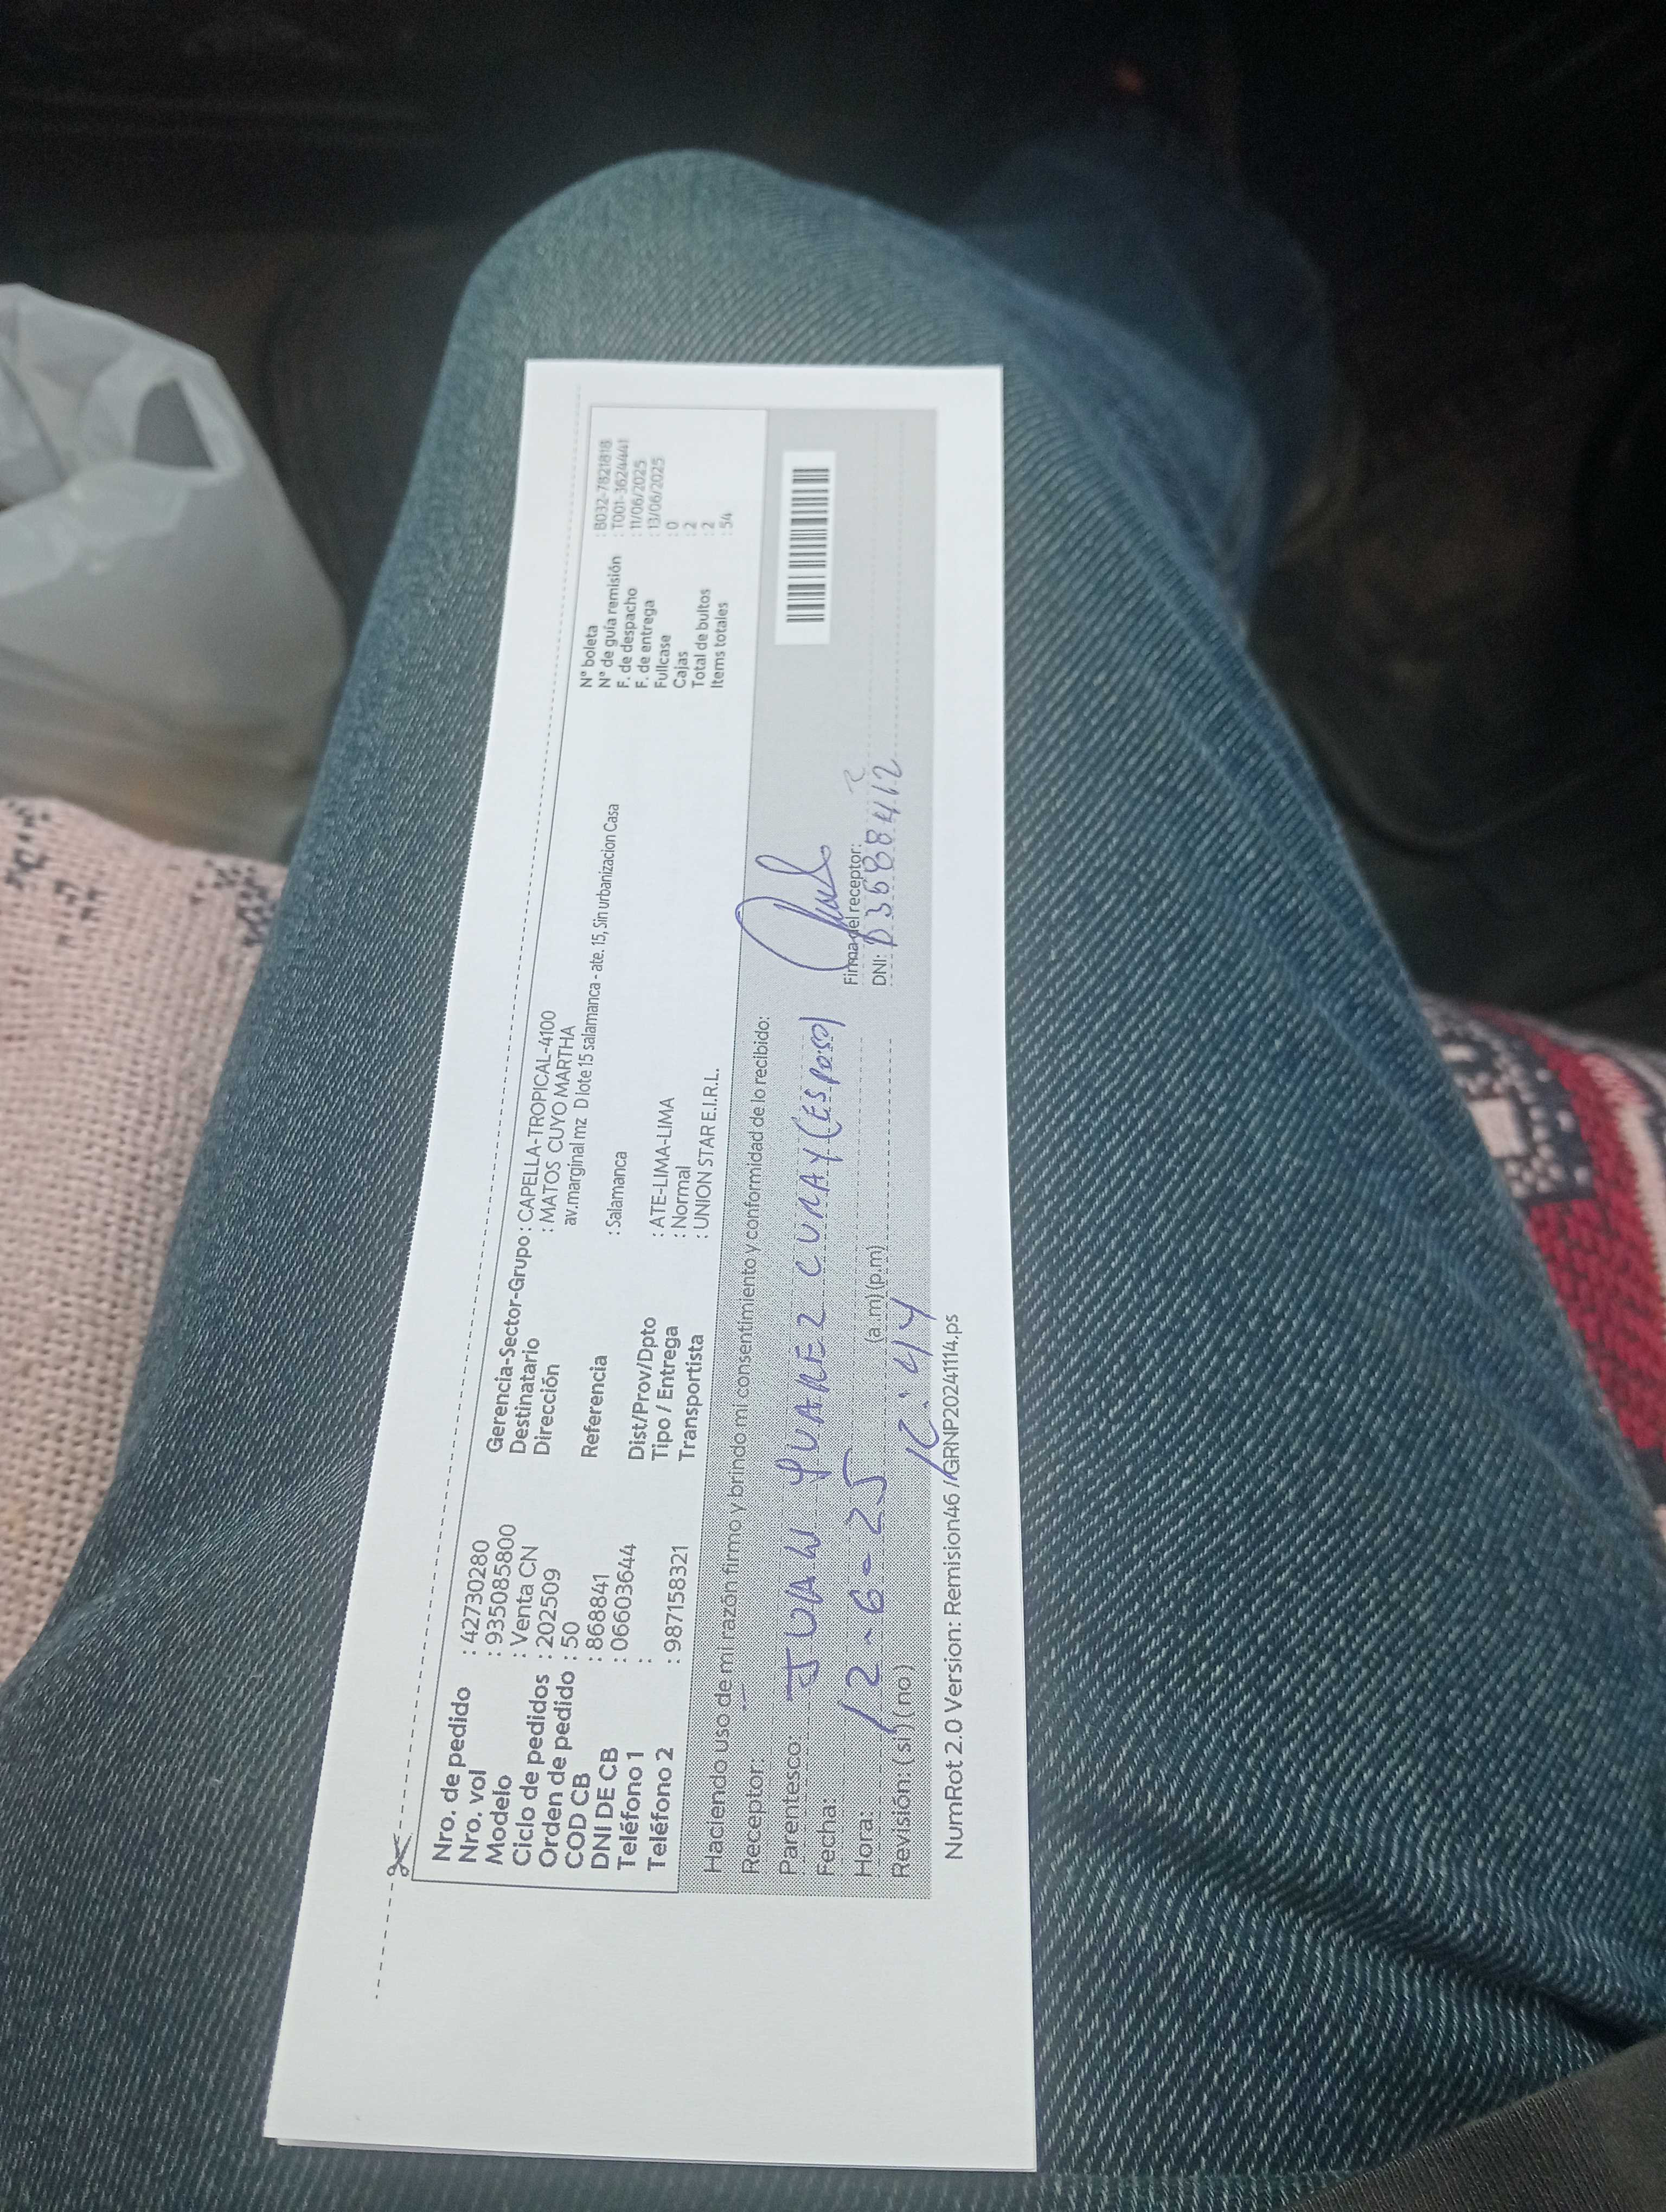 Nro. de pedido : 42730280
Nro. vol : 935085800
Modelo : Venta CN
Ciclo de pedidos : 202509
Orden de pedido : 50
COD CB : 868841
DNI DE CB : 06603644
Teléfono 1 :
Teléfono 2 : 987158321
Gerencia-Sector-Grupo : CAPELLA-TROPICAL-4100
Destinatario : MATOS CUYO MARTHA
Dirección av.marginal mz D lote 15 salamanca - ate. 15, Sin urbanizacion Casa
Referencia : Salamanca
Dist/Prov/Dpto : ATE-LIMA-LIMA
Tipo / Entrega : Normal
Transportista : UNION STAR E.I.R.L.
N° boleta : B032-7821818
N° de guía remisión : T001-3624441
F. de despacho : 11/06/2025
F. de entrega : 13/06/2025
Fullcase : 0
Cajas : 2
Total de bultos : 2
Items totales : 54
Haciendo uso de mi razón firmo y brindo mi consentimiento y conformidad de lo recibido:
Receptor:
Parentesco: JUAN (ESPOSO)
Fecha: 12-6-25
Hora: (a.m) (p.m)
Revisión: ( si ) ( no )
Firma del receptor:
DNI:
NumRot 2.0 Version: Remision46 /GRNP20241114.ps